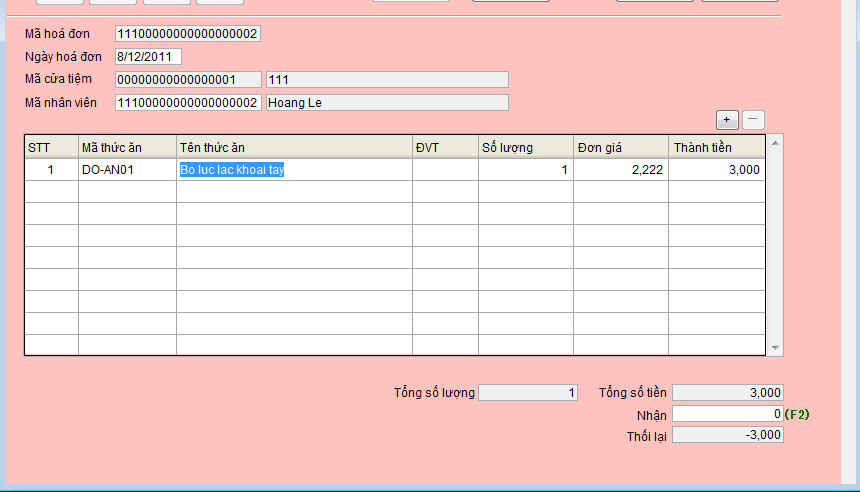 Mã hoá đơn 11100000000000000002
Ngày hoá đơn 8/12/2011
Mã cửa tiệm 00000000000000001 111
Mã nhân viên 11100000000000000002 Hoang Le
+ —
STT Mã thức ăn Tên thức ăn ĐVT Số lượng Đơn giá Thành tiền
1 DO-AN01 Bo luc lac khoai tay 1 2,222 3,000
Tổng số lượng 1 Tổng số tiền 3,000
Nhận 0 (F2)
Thối lại -3,000